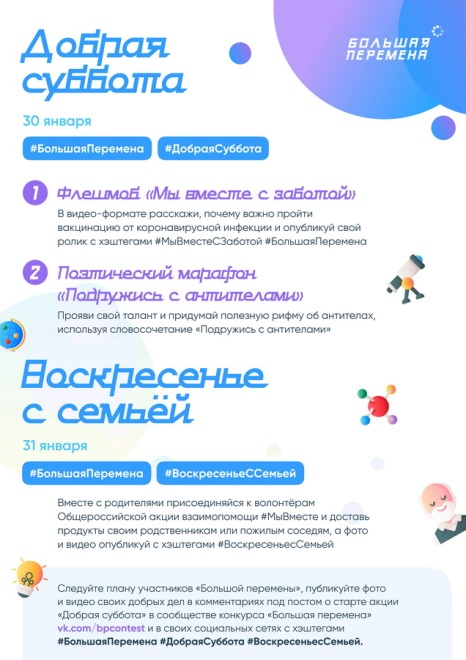 Добрая
суббота
БОЛЬШАЯ
ПЕРЕМЕНА
30 января
#БольшаяПеремена
#ДобраяСуббота
1 Флешмоб «Мы вместе с заботой»
В видео-формате расскажи, почему важно пройти
вакцинацию от коронавирусной инфекции и опубликуй свой
ролик с хэштегами #МыВместеСЗаботой #БольшаяПеремена
2 Поэтический марафон
«Подружись с антителами»
Прояви свой талант и придумай полезную рифму об антителах,
используя словосочетание «Подружись с антителами»
Воскресенье
с семьёй
31 января
#БольшаяПеремена
#ВоскресеньеССемьей
Вместе с родителями присоединяйся к волонтёрам
Общероссийской акции взаимопомощи #МыВместе и доставь
продукты своим родственникам или пожилым соседям, а фото
и видео опубликуй с хэштегами #ВоскресеньесСемьей
Следуйте плану участников «Большой перемены», публикуйте фото
и видео своих добрых дел в комментариях под постом о старте акции
«Добрая суббота» в сообществе конкурса «Большая перемена»
vk.com/bpcontest и в своих социальных сетях с хэштегами
#БольшаяПеремена #ДобраяСуббота #ВоскресеньесСемьей.